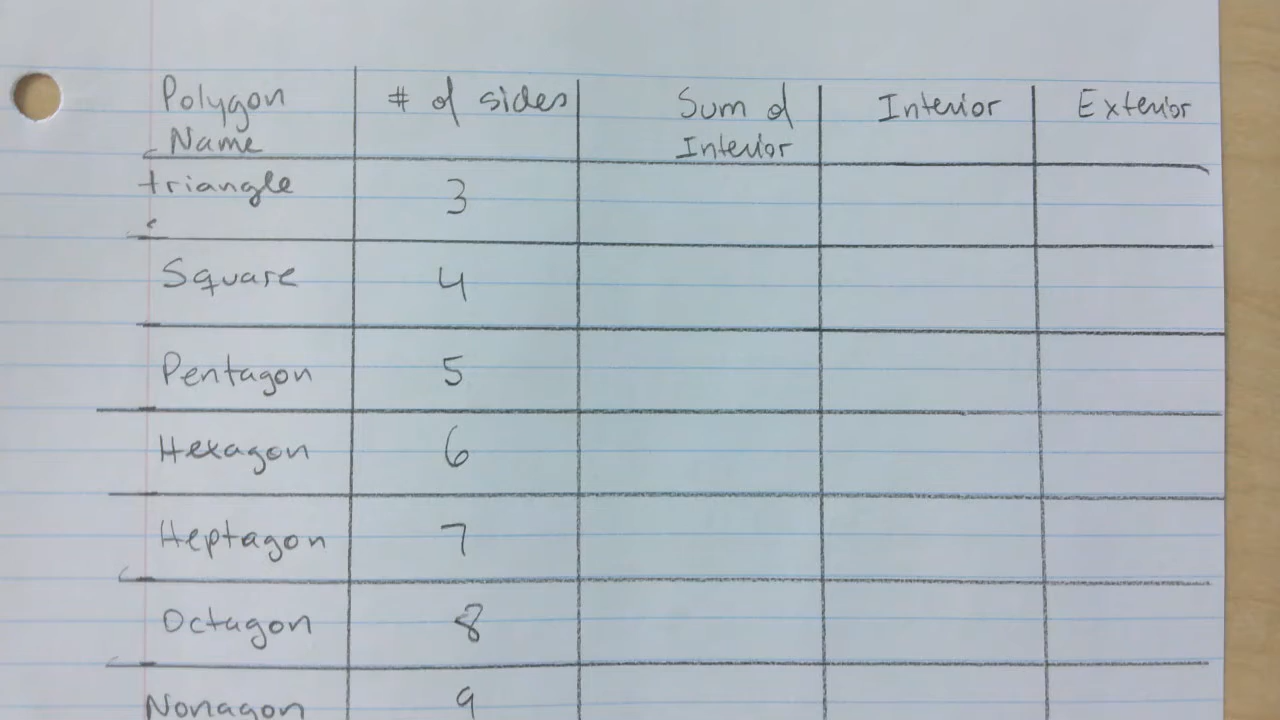 Polygon Name # of sides Sum of Interior Interior Exterior
triangle 3
Square 4
Pentagon 5
Hexagon 6
Heptagon 7
Octagon 8
Nonagon 9